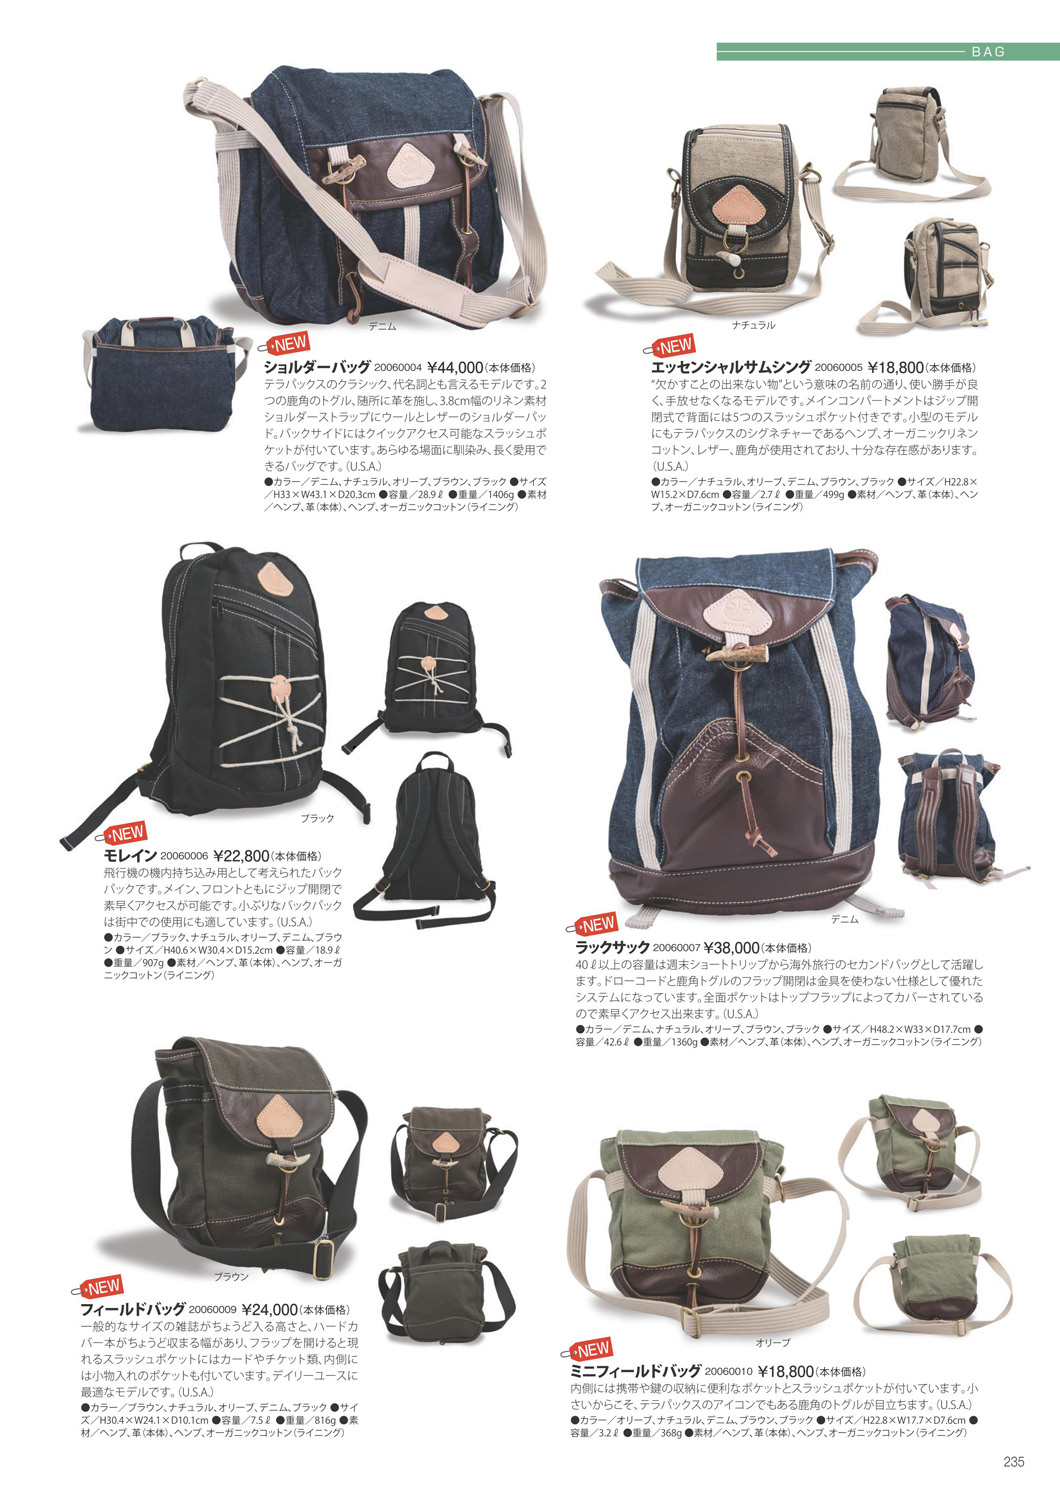 BAG
デニム
NEW
ショルダーバッグ 20060004 ¥44,000(本体価格)
テラパックスのクラシック、代名詞とも言えるモデルです。2
つの鹿角のトグル、随所に革を施し、3.8cm幅のリネン素材
ショルダーストラップにウールとレザーのショルダーパッ
ド。バックサイドにはクイックアクセス可能なスラッシュポ
ケットが付いています。あらゆる場面に馴染み、長く愛用で
きるバッグです。(U.S.A.)
●カラー/デニム、ナチュラル、オリーブ、ブラウン、ブラック ●サイズ
/H33×W43.1×D20.3cm ●容量/28.9ℓ ●重量/1406g ●素材
/ヘンプ、革(本体)、ヘンプ、オーガニックコットン(ライニング)
ナチュラル
NEW
エッセンシャルサムシング 20060005 ¥18,800(本体価格)
“欠かすことの出来ない物”という意味の名前の通り、使い勝手が良
く、手放せなくなるモデルです。メインコンパートメントはジップ開
閉式で背面には5つのスラッシュポケット付きです。小型のモデル
にもテラパックスのシグネチャーであるヘンプ、オーガニックリネン
コットン、レザー、鹿角が使用されており、十分な存在感があります。
(U.S.A.)
●カラー/ナチュラル、オリーブ、デニム、ブラウン、ブラック ●サイズ/H22.8×
W15.2×D7.6cm ●容量/2.7ℓ ●重量/499g ●素材/ヘンプ、革(本体)、ヘン
プ、オーガニックコットン(ライニング)
ブラック
NEW
モレイン 20060006 ¥22,800(本体価格)
飛行機の機内持ち込み用として考えられたバック
パックです。メイン、フロントともにジップ開閉で
素早くアクセスが可能です。小ぶりなバックパック
は街中での使用にも適しています。(U.S.A.)
●カラー/ブラック、ナチュラル、オリーブ、デニム、ブラウ
ン ●サイズ/H40.6×W30.4×D15.2cm ●容量/18.9ℓ
●重量/907g ●素材/ヘンプ、革(本体)、ヘンプ、オーガ
ニックコットン(ライニング)
デニム
NEW
ラックサック 20060007 ¥38,000(本体価格)
40ℓ以上の容量は週末ショートトリップから海外旅行のセカンドバッグとして活躍し
ます。ドローコードと鹿角トグルのフラップ開閉は金具を使わない仕様として優れた
システムになっています。全面ポケットはトップフラップによってカバーされている
ので素早くアクセス出来ます。(U.S.A.)
●カラー/デニム、ナチュラル、オリーブ、ブラウン、ブラック ●サイズ/H48.2×W33×D17.7cm ●
容量/42.6ℓ ●重量/1360g ●素材/ヘンプ、革(本体)、ヘンプ、オーガニックコットン(ライニング)
ブラウン
NEW
フィールドバッグ 20060009 ¥24,000(本体価格)
一般的なサイズの雑誌がちょうど入る高さと、ハードカ
バー本がちょうど収まる幅があり、フラップを開けると現
れるスラッシュポケットにはカードやチケット類、内側に
は小物入れのポケットも付いています。デイリーユースに
最適なモデルです。(U.S.A.)
●カラー/ブラウン、ナチュラル、オリーブ、デニム、ブラック ●サイ
ズ/H30.4×W24.1×D10.1cm ●容量/7.5ℓ ●重量/816g ●素
材/ヘンプ、革(本体)、ヘンプ、オーガニックコットン(ライニング)
オリーブ
NEW
ミニフィールドバッグ 20060010 ¥18,800(本体価格)
内側には携帯や鍵の収納に便利なポケットとスラッシュポケットが付いています。小
さいからこそ、テラパックスのアイコンでもある鹿角のトグルが目立ちます。(U.S.A.)
●カラー/オリーブ、ナチュラル、デニム、ブラウン、ブラック ●サイズ/H22.8×W17.7×D7.6cm ●
容量/3.2ℓ ●重量/368g ●素材/ヘンプ、革(本体)、ヘンプ、オーガニックコットン(ライニング)
235